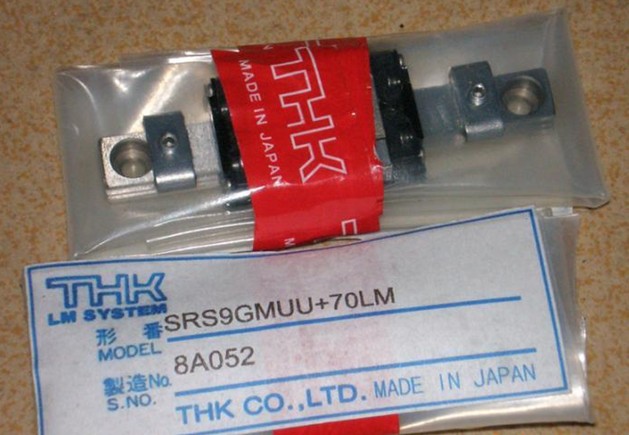 THK
MADE IN JAPAN
THK
LM SYSTEM
形 番 SRS9GMUU+70LM
MODEL
製造No. 8A052
S.NO.
THK CO.,LTD. MADE IN JAPAN